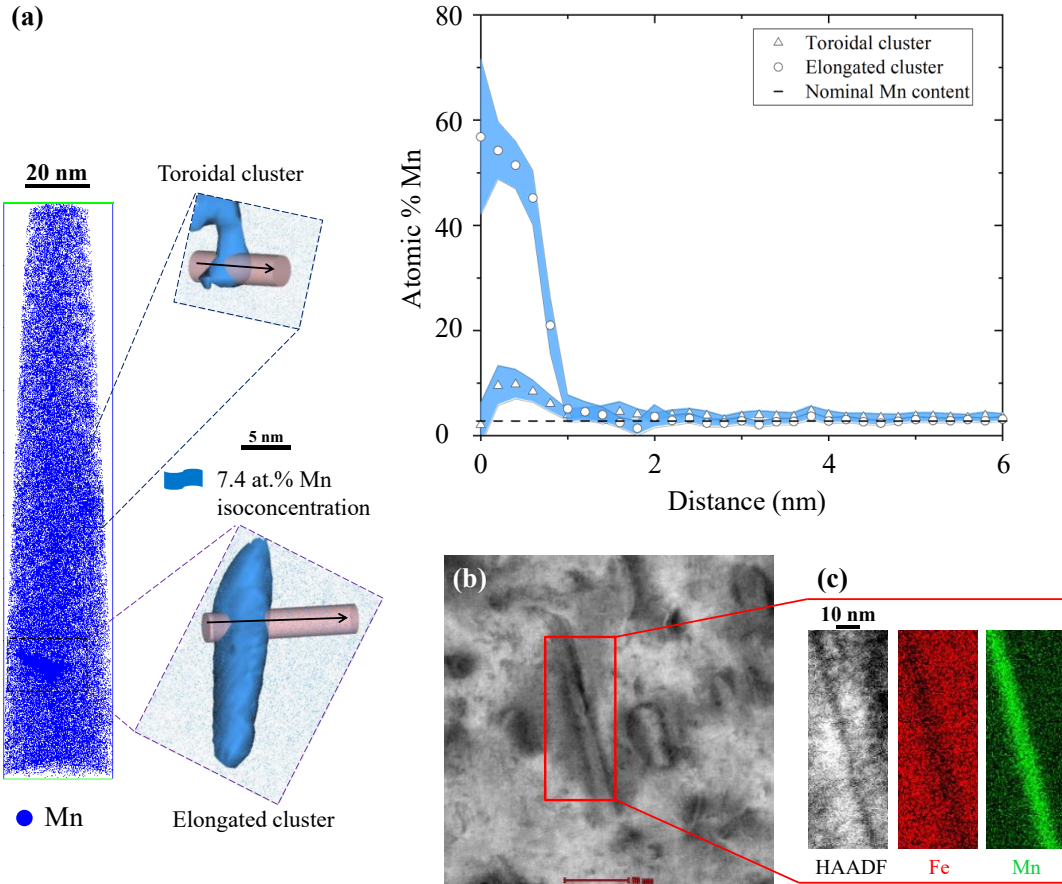 (a)
80
60
40
20
0
Atomic % Mn
0
2
4
6
Distance (nm)
Toroidal cluster
Elongated cluster
Nominal Mn content
20 nm
Toroidal cluster
5 nm
7.4 at.% Mn
isoconcentration
Mn
Elongated cluster
(b)
(c)
10 nm
HAADF
Fe
Mn